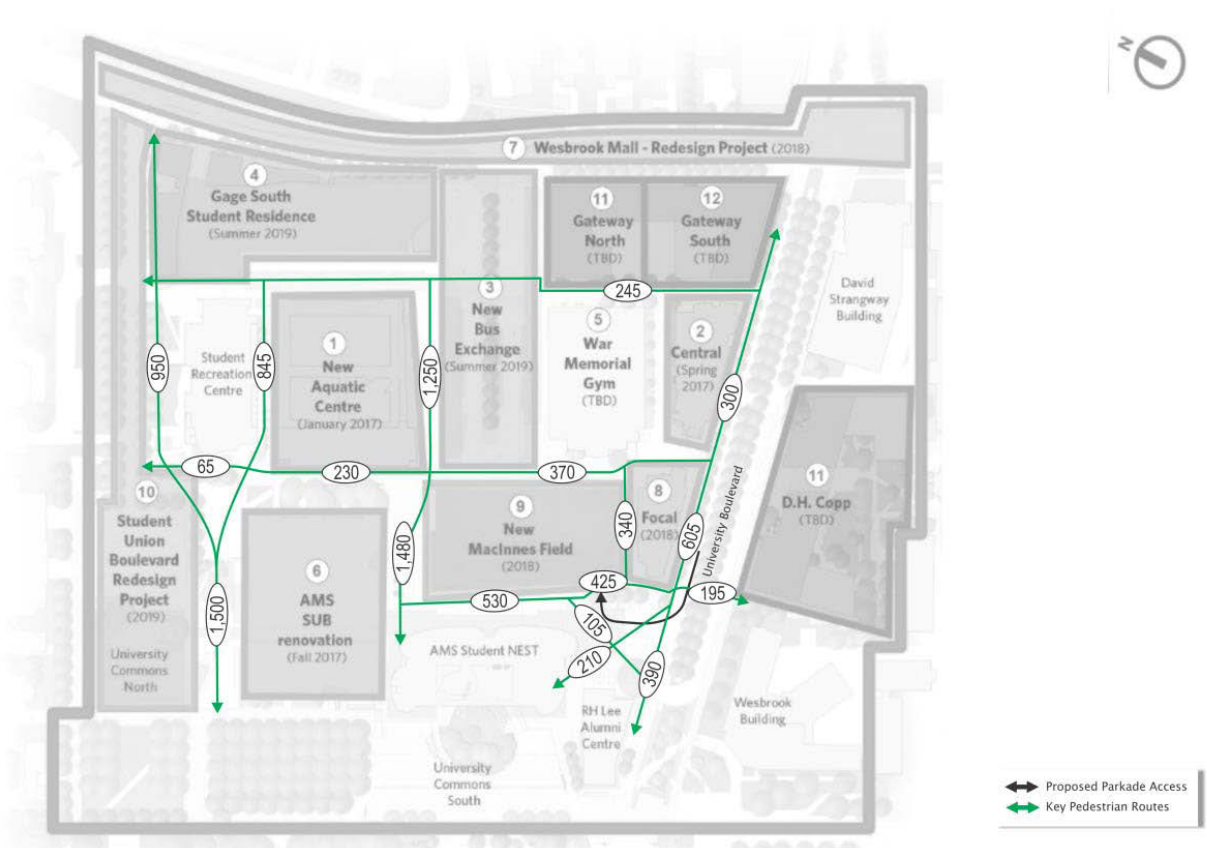 N
7 Wesbrook Mall - Redesign Project (2018)
4
Gage South
Student Residence
(Summer 2019)
11
Gateway
North
(TBD)
12
Gateway
South
(TBD)
David
Strangway
Building
245
3
New
Bus
Exchange
(Summer 2019)
5
War
Memorial
Gym
(TBD)
2
Central
(Spring
2017)
1
New
Aquatic
Centre
(January 2017)
Student
Recreation
Centre
950
845
1,250
300
65
230
370
10
Student
Union
Boulevard
Redesign
Project
(2019)
University
Commons
North
9
New
MacInnes Field
(2018)
8
Focal
(2018)
340
605
University Boulevard
11
D.H. Copp
(TBD)
6
AMS
SUB
renovation
(Fall 2017)
1,480
1,500
530
425
195
105
210
390
AMS Student NEST
RH Lee
Alumni
Centre
Wesbrook
Building
University
Commons
South
Proposed Parkade Access
Key Pedestrian Routes